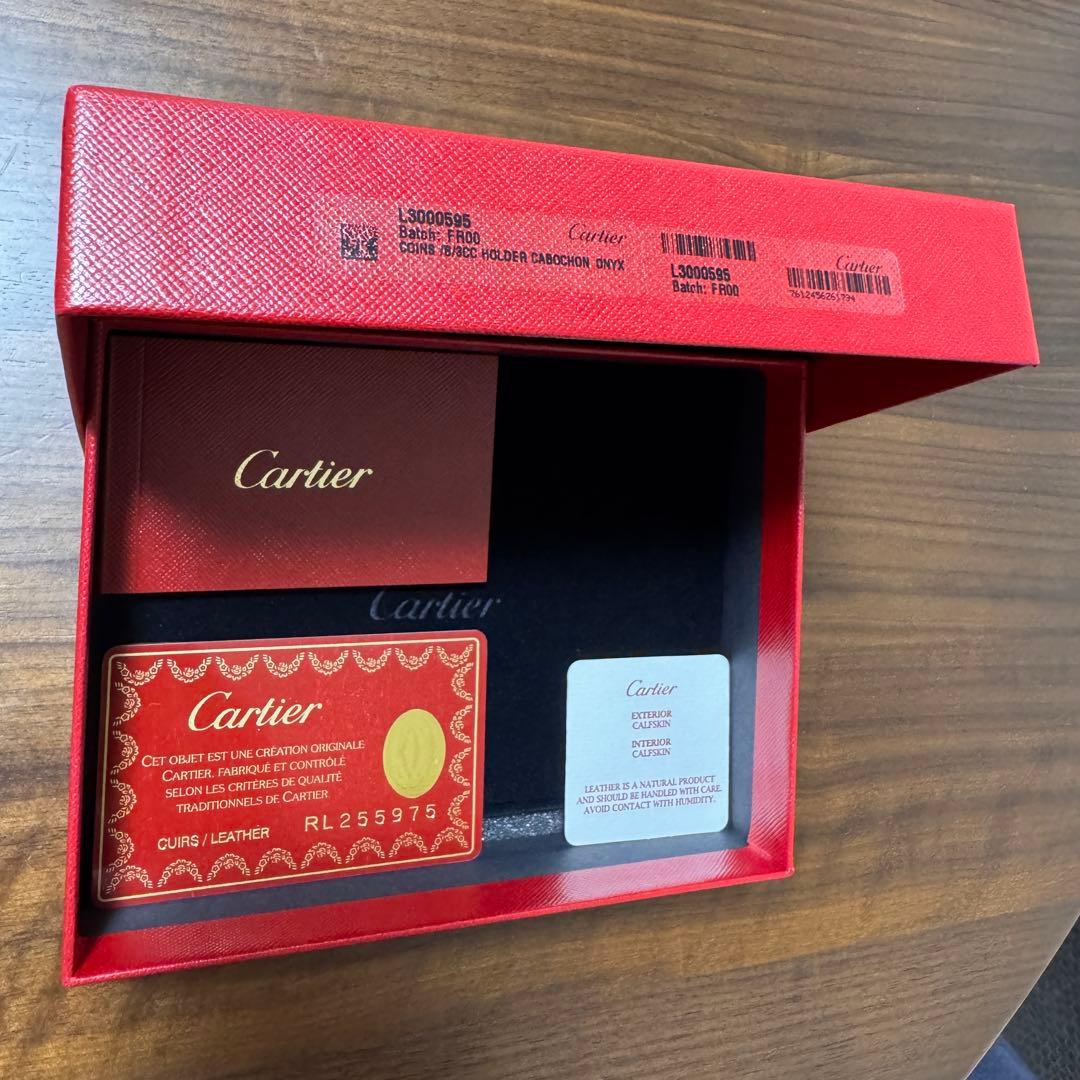 L3000595
Batch: FR00
COINS /B/3CC HOLDER CABOCHON ONYX
Cartier
L3000595
Batch: FR00
Cartier
7612456261794
Cartier
Cartier
Cartier
CET OBJET EST UNE CRÉATION ORIGINALE
CARTIER, FABRIQUÉ ET CONTRÔLÉ
SELON LES CRITÈRES DE QUALITÉ
TRADITIONNELS DE CARTIER
CUIRS / LEATHER
RL255975
Cartier
EXTERIOR
CALFSKIN
INTERIOR
CALFSKIN
LEATHER IS A NATURAL PRODUCT
AND SHOULD BE HANDLED WITH CARE.
AVOID CONTACT WITH HUMIDITY.